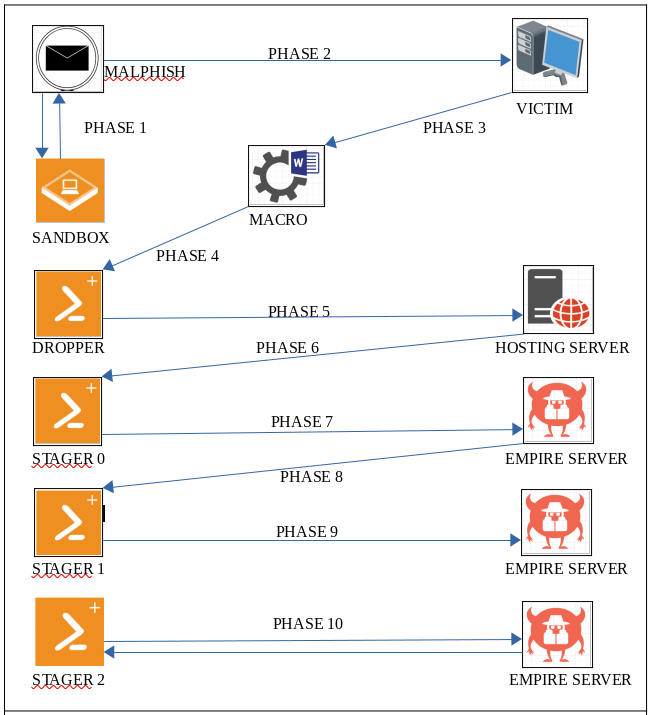 PHASE 2
MALPHISH
VICTIM
PHASE 1
PHASE 3
W
MACRO
SANDBOX
PHASE 4
DROPPER
PHASE 5
HOSTING SERVER
PHASE 6
STAGER 0
PHASE 7
EMPIRE SERVER
PHASE 8
STAGER 1
PHASE 9
EMPIRE SERVER
PHASE 10
STAGER 2
EMPIRE SERVER